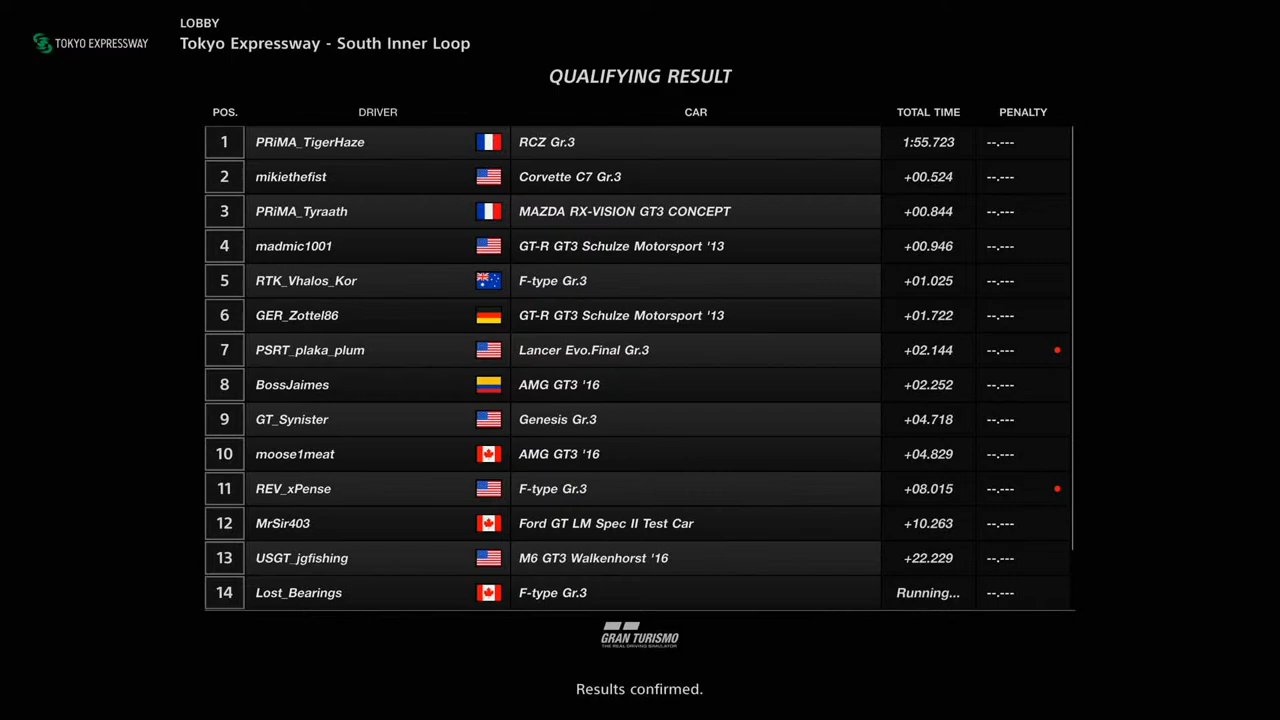 LOBBY
TOKYO EXPRESSWAY
Tokyo Expressway - South Inner Loop
QUALIFYING RESULT
POS. DRIVER CAR TOTAL TIME PENALTY
1 PRiMA_TigerHaze RCZ Gr.3 1:55.723 --.---
2 mikiethefist Corvette C7 Gr.3 +00.524 --.---
3 PRiMA_Tyraath MAZDA RX-VISION GT3 CONCEPT +00.844 --.---
4 madmic1001 GT-R GT3 Schulze Motorsport '13 +00.946 --.---
5 RTK_Vhalos_Kor F-type Gr.3 +01.025 --.---
6 GER_Zottel86 GT-R GT3 Schulze Motorsport '13 +01.722 --.---
7 PSRT_plaka_plum Lancer Evo.Final Gr.3 +02.144 --.---
8 BossJaimes AMG GT3 '16 +02.252 --.---
9 GT_Synister Genesis Gr.3 +04.718 --.---
10 moose1meat AMG GT3 '16 +04.829 --.---
11 REV_xPense F-type Gr.3 +08.015 --.---
12 MrSir403 Ford GT LM Spec II Test Car +10.263 --.---
13 USGT_jgfishing M6 GT3 Walkenhorst '16 +22.229 --.---
14 Lost_Bearings F-type Gr.3 Running... --.---
GRAN TURISMO
THE REAL DRIVING SIMULATOR
Results confirmed.